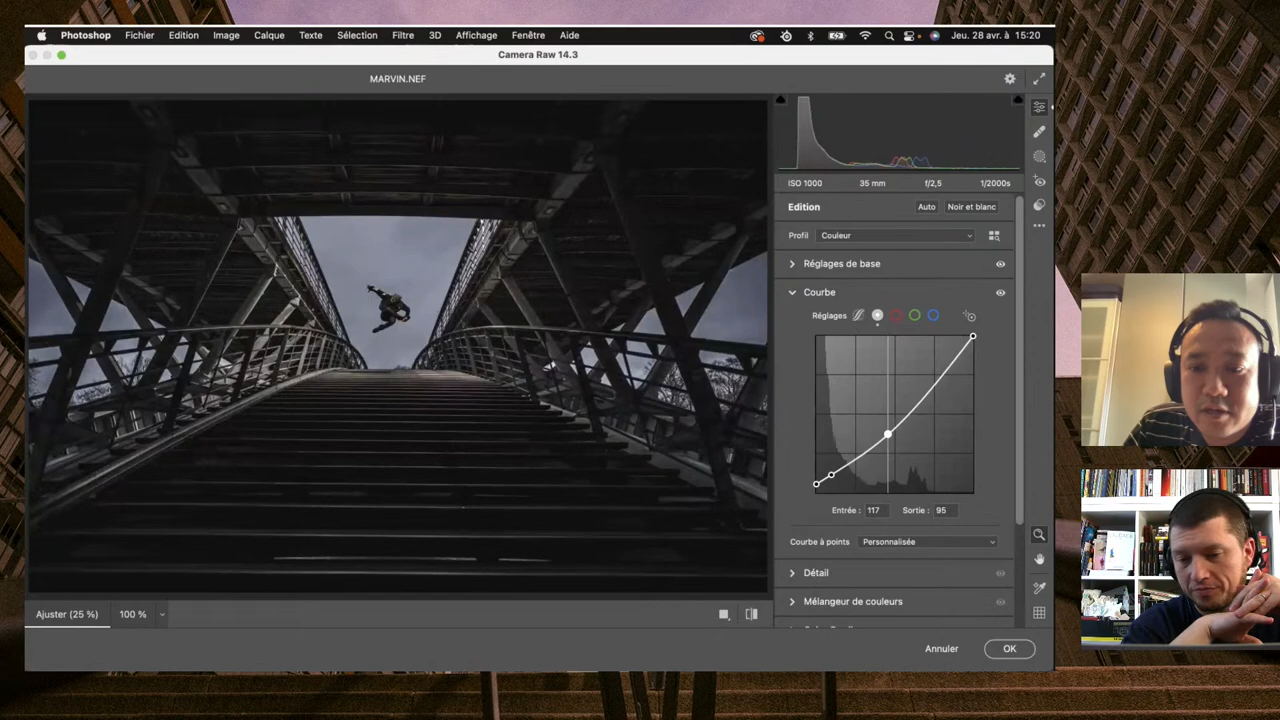 Photoshop Fichier Edition Image Calque Texte Sélection Filtre 3D Affichage Fenêtre Aide Jeu. 28 avr. à 15:20
Camera Raw 14.3
MARVIN.NEF
ISO 1000 35 mm f/2,5 1/2000s
Edition Auto Noir et blanc
Profil Couleur
Réglages de base
Courbe
Réglages
Entrée : 117 Sortie : 95
Courbe à points Personnalisée
Détail
Mélangeur de couleurs
Ajuster (25 %) 100 %
Annuler OK